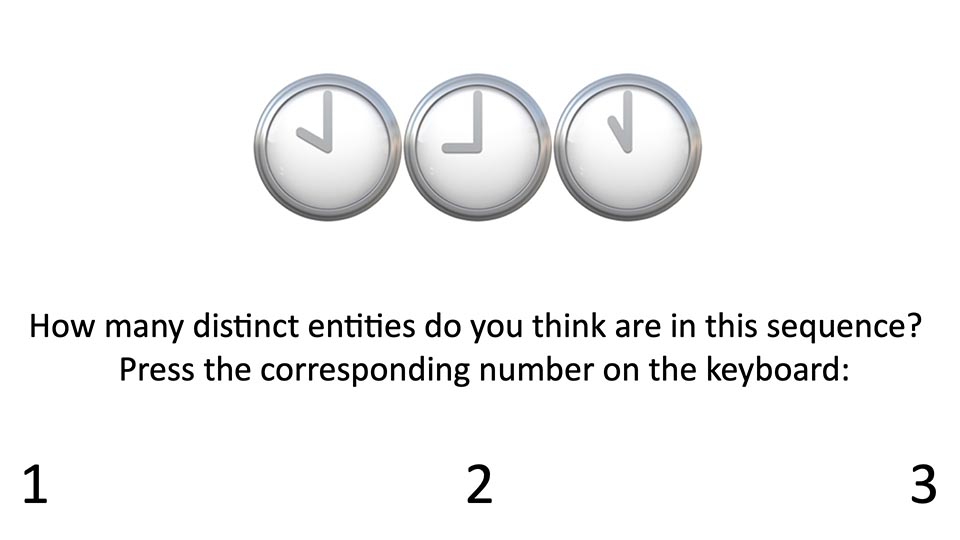 How many distinct entities do you think are in this sequence?
Press the corresponding number on the keyboard:
1 2 3